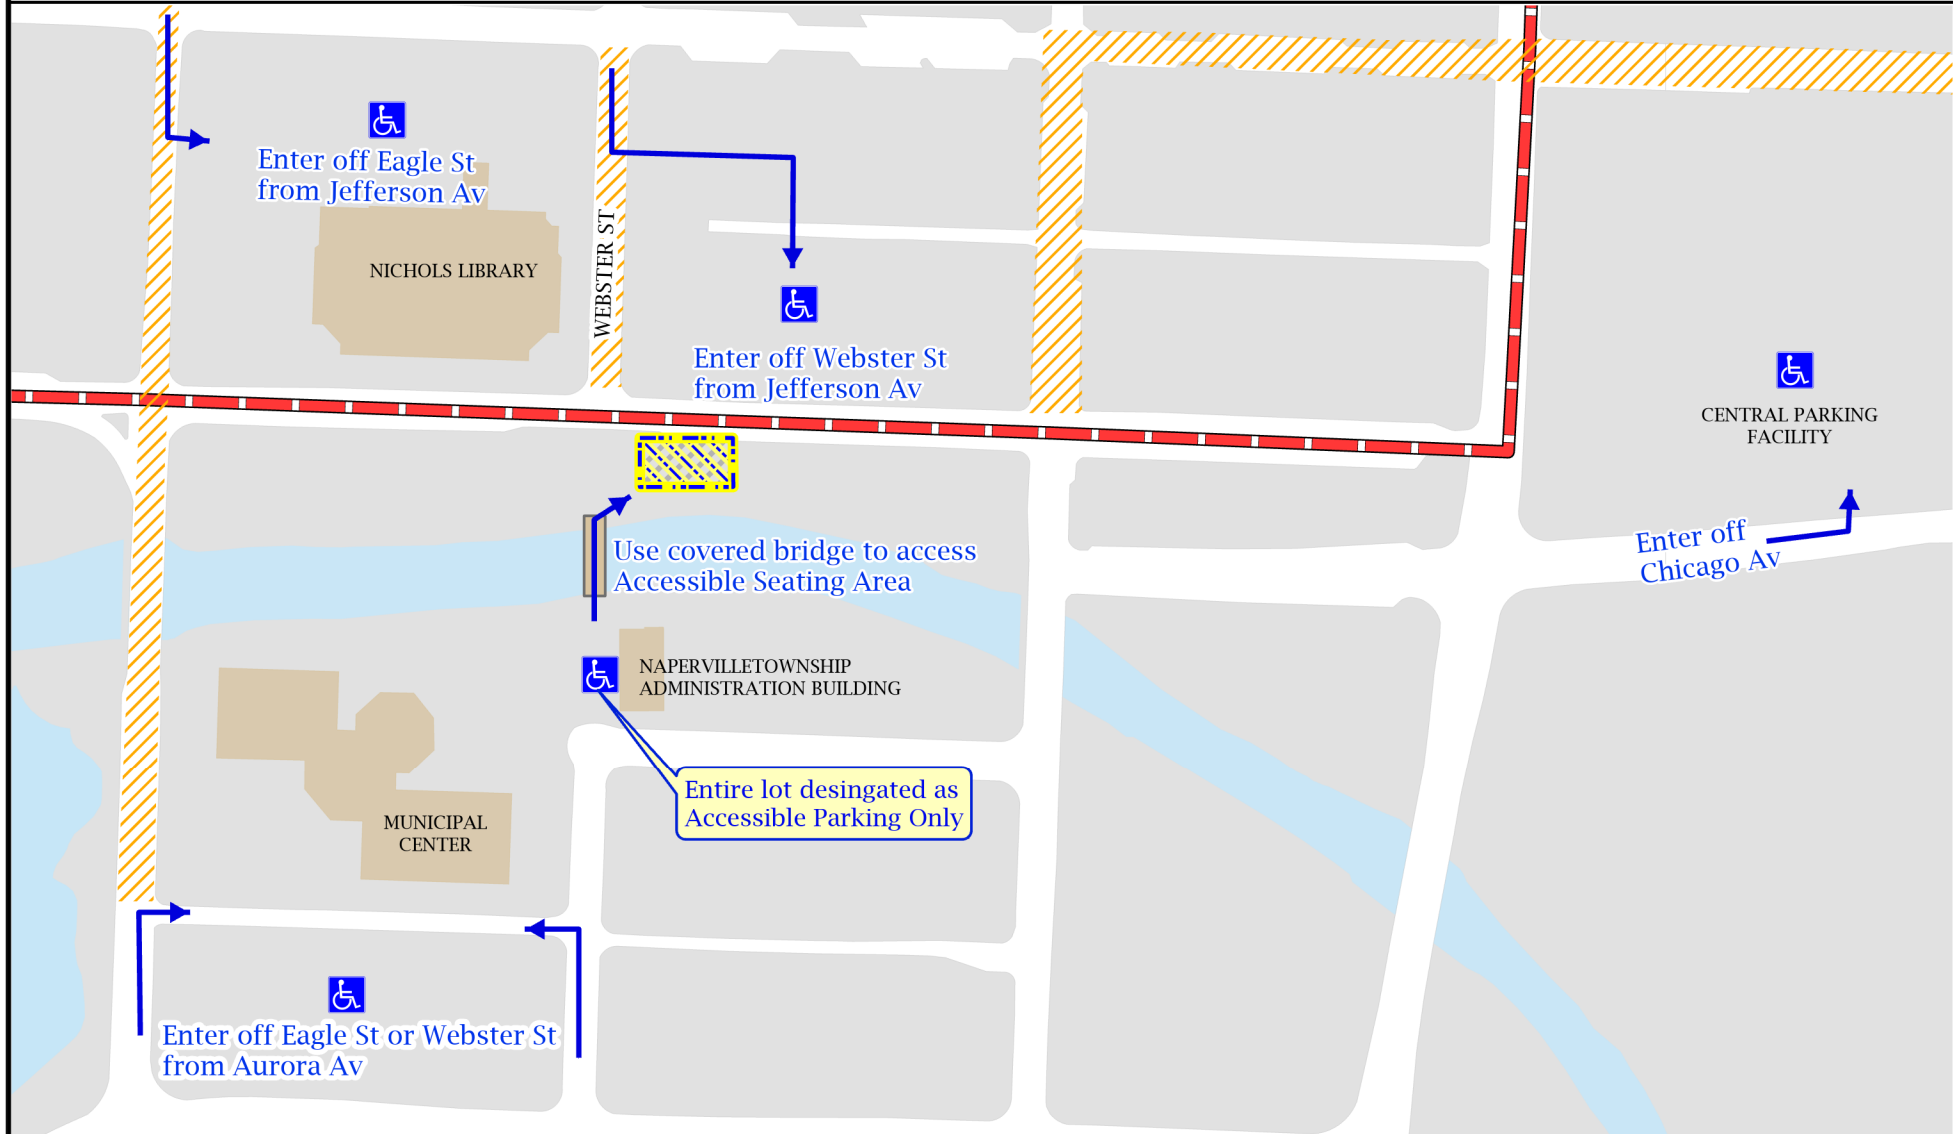 Enter off Eagle St
from Jefferson Av
NICHOLS LIBRARY
WEBSTER ST
Enter off Webster St
from Jefferson Av
CENTRAL PARKING
FACILITY
Enter off
Chicago Av
Use covered bridge to access
Accessible Seating Area
NAPERVILLETOWNSHIP
ADMINISTRATION BUILDING
Entire lot desingated as
Accessible Parking Only
MUNICIPAL
CENTER
Enter off Eagle St or Webster St
from Aurora Av